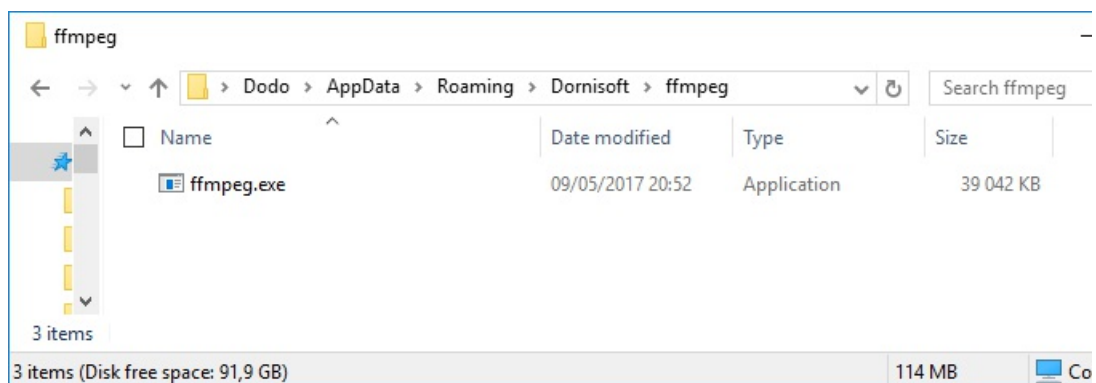 ffmpeg
Dodo > AppData > Roaming > Dornisoft > ffmpeg Search ffmpeg
Name Date modified Type Size
ffmpeg.exe 09/05/2017 20:52 Application 39 042 KB
3 items
3 items (Disk free space: 91,9 GB) 114 MB Co